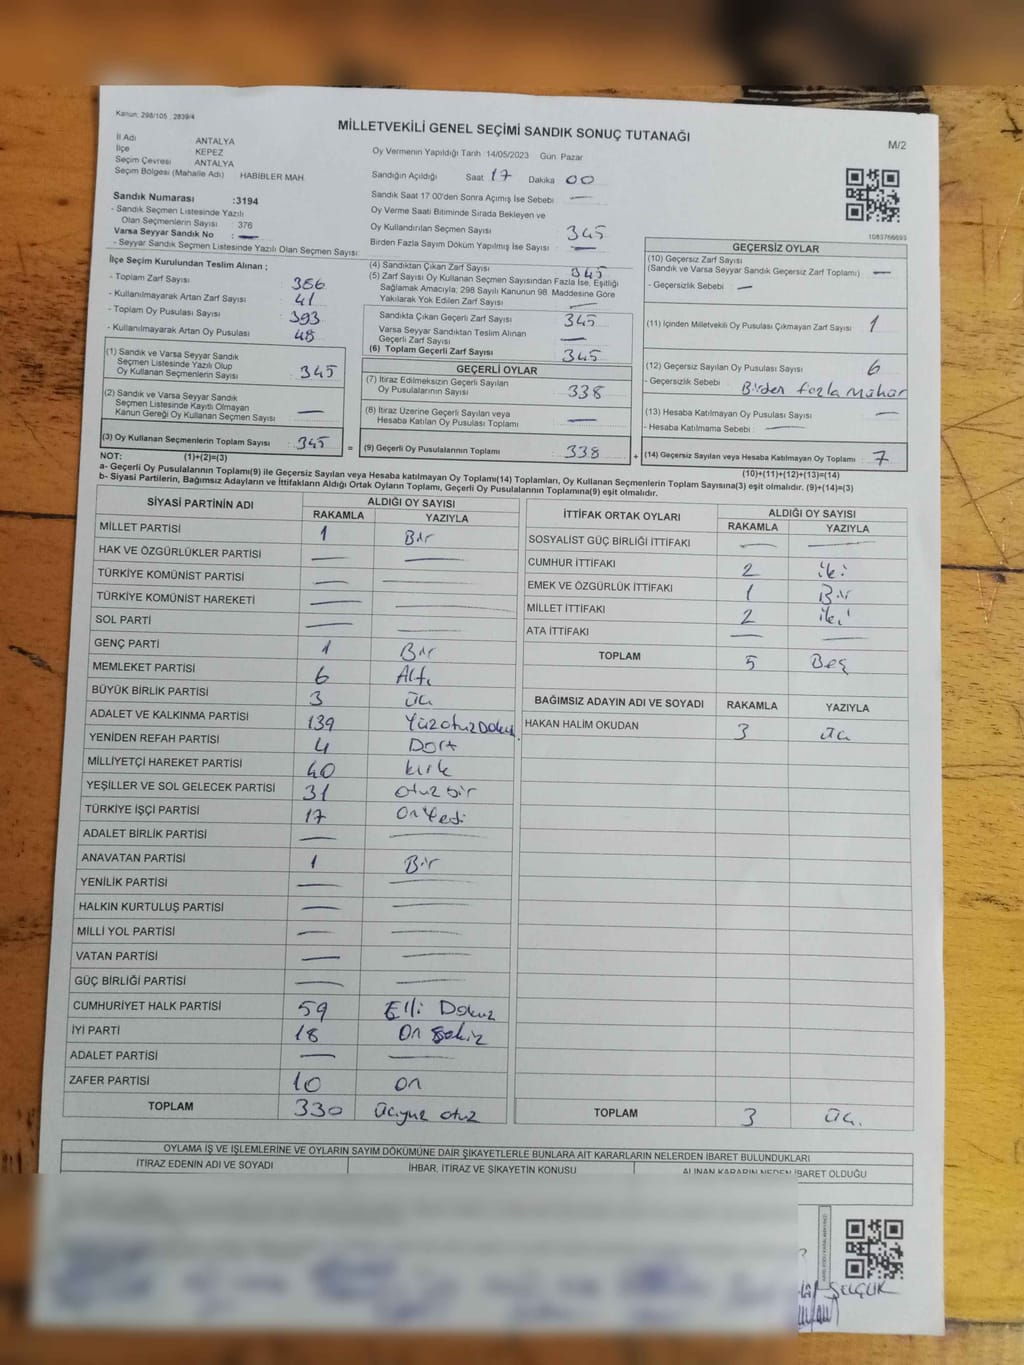 Kanun, 298/105 , 2839/4
MİLLETVEKİLİ GENEL SEÇİMİ SANDIK SONUÇ TUTANAĞI
M/2
İl Adı ANTALYA
İlçe KEPEZ
Seçim Çevresi ANTALYA
Seçim Bölgesi (Mahalle Adı) HABİBLER MAH.
Oy Vermenin Yapıldığı Tarih 14/05/2023 Gün Pazar
Sandığın Açıldığı Saat 17 Dakika 00
Sandık Saat 17 00'den Sonra Açımış İse Sebebi —
Oy Verme Saati Bitiminde Sırada Bekleyen ve
Oy Kullandırılan Seçmen Sayısı 345
Birden Fazla Sayım Döküm Yapılmış İse Sayısı : —
1083766693
Sandık Numarası :3194
- Sandık Seçmen Listesinde Yazılı
Olan Seçmenlerin Sayısı 376
Varsa Seyyar Sandık No : —
- Seyyar Sandık Seçmen Listesinde Yazılı Olan Seçmen Sayısı:
İlçe Seçim Kurulundan Teslim Alınan ;
- Toplam Zarf Sayısı : 386
- Kullanılmayarak Artan Zarf Sayısı : 41
- Toplam Oy Pusulası Sayısı : 393
- Kullanılmayarak Artan Oy Pusulası 48
(1) Sandık ve Varsa Seyyar Sandık
Seçmen Listesinde Yazılı Olup
Oy Kullanan Seçmenlerin Sayısı : 345
(2) Sandık ve Varsa Seyyar Sandık
Seçmen Listesinde Kayıtlı Olmayan
Kanun Gereği Oy Kullanan Seçmen Sayısı : —
(3) Oy Kullanan Seçmenlerin Toplam Sayısı : 345 =
(4) Sandıktan Çıkan Zarf Sayısı 345
(5) Zarf Sayısı Oy Kullanan Seçmen Sayısından Fazla İse, Eşitliği
Sağlamak Amacıyla; 298 Sayılı Kanunun 98. Maddesine Göre
Yakılarak Yok Edilen Zarf Sayısı : —
Sandıkta Çıkan Geçerli Zarf Sayısı : 345
Varsa Seyyar Sandıktan Teslim Alınan
Geçerli Zarf Sayısı : —
(6) Toplam Geçerli Zarf Sayısı : 345
GEÇERLİ OYLAR
(7) İtiraz Edilmeksizin Geçerli Sayılan
Oy Pusulalarının Sayısı : 338
(8) İtiraz Üzerine Geçerli Sayılan veya
Hesaba Katılan Oy Pusulası Toplamı : —
(9) Geçerli Oy Pusulalarının Toplamı : 338 +
GEÇERSİZ OYLAR
(10) Geçersiz Zarf Sayısı
(Sandık ve Varsa Seyyar Sandık Geçersiz Zarf Toplamı) : —
- Geçersizlik Sebebi : —
(11) İçinden Milletvekili Oy Pusulası Çıkmayan Zarf Sayısı : 1
(12) Geçersiz Sayılan Oy Pusulası Sayısı : 6
- Geçersizlik Sebebi : Birden fazla mühür
(13) Hesaba Katılmayan Oy Pusulası Sayısı : —
- Hesaba Katılmama Sebebi : —
(14) Geçersiz Sayılan veya Hesaba Katılmayan Oy Toplamı : 7
NOT: (1)+(2)=(3)
(10)+(11)+(12)+(13)=(14)
a- Geçerli Oy Pusulalarının Toplamı(9) ile Geçersiz Sayılan veya Hesaba katılmayan Oy Toplamı(14) Toplamları, Oy Kullanan Seçmenlerin Toplam Sayısına(3) eşit olmalıdır. (9)+(14)=(3)
b- Siyasi Partilerin, Bağımsız Adayların ve İttifakların Aldığı Ortak Oyların Toplamı, Geçerli Oy Pusulalarının Toplamına(9) eşit olmalıdır.
SİYASİ PARTİNİN ADI ALDIĞI OY SAYISI
RAKAMLA YAZIYLA
MİLLET PARTİSİ 1 Bir
HAK VE ÖZGÜRLÜKLER PARTİSİ — —
TÜRKİYE KOMÜNİST PARTİSİ — —
TÜRKİYE KOMÜNİST HAREKETİ — —
SOL PARTİ — —
GENÇ PARTİ 1 Bir
MEMLEKET PARTİSİ 6 Altı
BÜYÜK BİRLİK PARTİSİ 3 Üç
ADALET VE KALKINMA PARTİSİ 139 Yüzotuz Dokuz
YENİDEN REFAH PARTİSİ 4 Dört
MİLLİYETÇİ HAREKET PARTİSİ 40 kırk
YEŞİLLER VE SOL GELECEK PARTİSİ 31 otuz bir
TÜRKİYE İŞÇİ PARTİSİ 17 On Yedi
ADALET BİRLİK PARTİSİ — —
ANAVATAN PARTİSİ 1 Bir
YENİLİK PARTİSİ — —
HALKIN KURTULUŞ PARTİSİ — —
MİLLİ YOL PARTİSİ — —
VATAN PARTİSİ — —
GÜÇ BİRLİĞİ PARTİSİ — —
CUMHURİYET HALK PARTİSİ 59 Elli Dokuz
İYİ PARTİ 18 On Sekiz
ADALET PARTİSİ — —
ZAFER PARTİSİ 10 On
TOPLAM 330 Üçyüz otuz
İTTİFAK ORTAK OYLARI ALDIĞI OY SAYISI
RAKAMLA YAZIYLA
SOSYALİST GÜÇ BİRLİĞİ İTTİFAKI — —
CUMHUR İTTİFAKI 2 iki
EMEK VE ÖZGÜRLÜK İTTİFAKI 1 Bir
MİLLET İTTİFAKI 2 iki
ATA İTTİFAKI — —
TOPLAM 5 Beş
BAĞIMSIZ ADAYIN ADI VE SOYADI RAKAMLA YAZIYLA
HAKAN HALİM OKUDAN 3 Üç
TOPLAM 3 Üç.
OYLAMA İŞ VE İŞLEMLERİNE VE OYLARIN SAYIM DÖKÜMÜNE DAİR ŞİKAYETLERLE BUNLARA AİT KARARLARIN NELERDEN İBARET BULUNDUKLARI
İTİRAZ EDENİN ADI VE SOYADI İHBAR, İTİRAZ VE ŞİKAYETİN KONUSU ALINAN KARARIN NEDEN İBARET OLDUĞU
SELÇUK